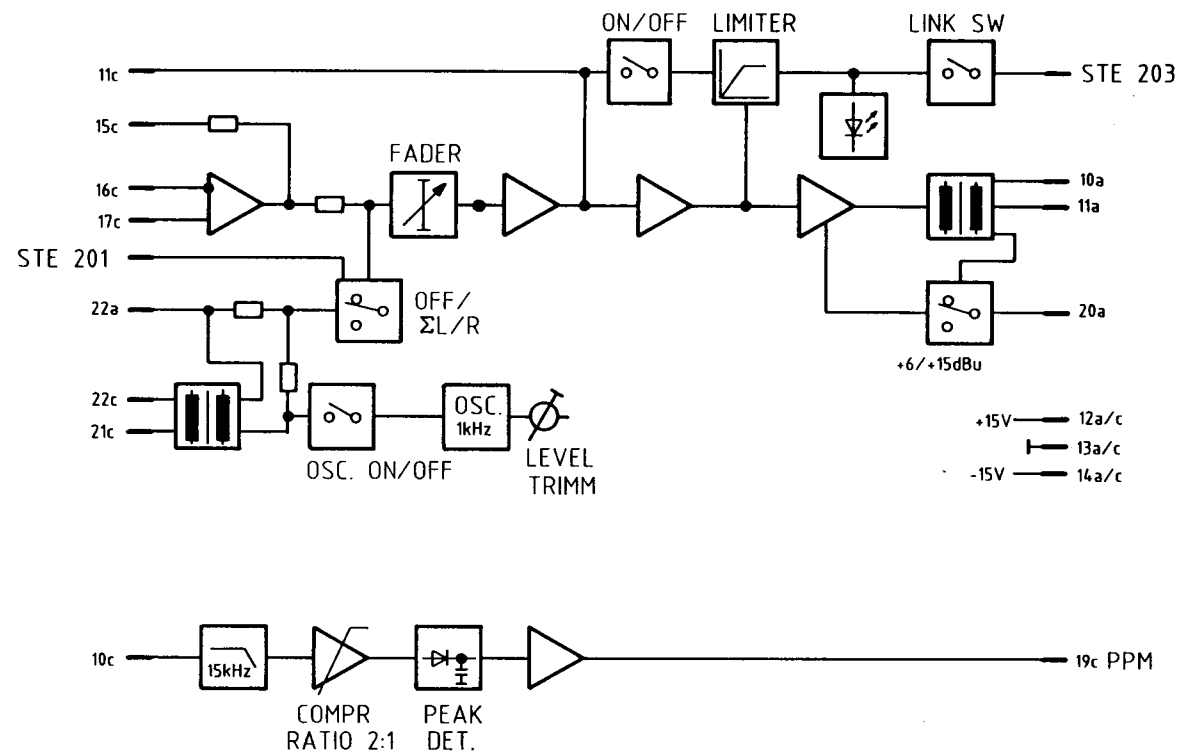 ON/OFF
LIMITER
LINK SW
11c
STE 203
15c
FADER
16c
10a
17c
11a
STE 201
22a
OFF/
ΣL/R
20a
+6/+15dBu
22c
OSC.
1kHz
21c
+15V
12a/c
13a/c
-15V
14a/c
OSC. ON/OFF
LEVEL
TRIMM
10c
15kHz
19c PPM
COMPR
RATIO 2:1
PEAK
DET.